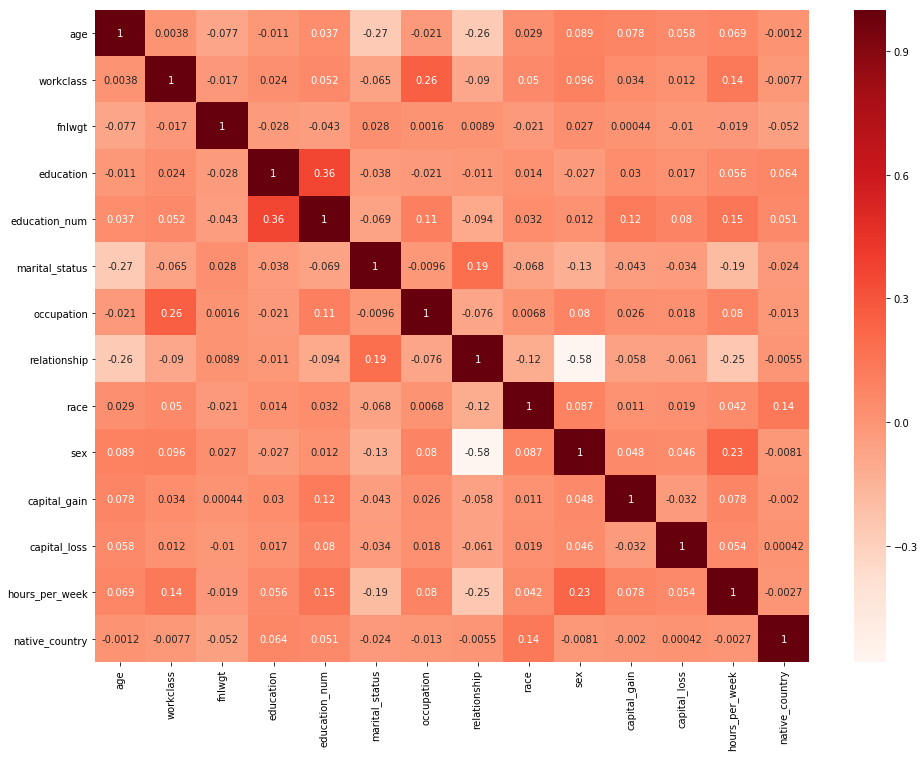 age 1 0.0038 -0.077 -0.011 0.037 -0.27 -0.021 -0.26 0.029 0.089 0.078 0.058 0.069 -0.0012
workclass 0.0038 1 -0.017 0.024 0.052 -0.065 0.26 -0.09 0.05 0.096 0.034 0.012 0.14 -0.0077
fnlwgt -0.077 -0.017 1 -0.028 -0.043 0.028 0.0016 0.0089 -0.021 0.027 0.00044 -0.01 -0.019 -0.052
education -0.011 0.024 -0.028 1 0.36 -0.038 -0.021 -0.011 0.014 -0.027 0.03 0.017 0.056 0.064
education_num 0.037 0.052 -0.043 0.36 1 -0.069 0.11 -0.094 0.032 0.012 0.12 0.08 0.15 0.051
marital_status -0.27 -0.065 0.028 -0.038 -0.069 1 -0.0096 0.19 -0.068 -0.13 -0.043 -0.034 -0.19 -0.024
occupation -0.021 0.26 0.0016 -0.021 0.11 -0.0096 1 -0.076 0.0068 0.08 0.026 0.018 0.08 -0.013
relationship -0.26 -0.09 0.0089 -0.011 -0.094 0.19 -0.076 1 -0.12 -0.58 -0.058 -0.061 -0.25 -0.0055
race 0.029 0.05 -0.021 0.014 0.032 -0.068 0.0068 -0.12 1 0.087 0.011 0.019 0.042 0.14
sex 0.089 0.096 0.027 -0.027 0.012 -0.13 0.08 -0.58 0.087 1 0.048 0.046 0.23 -0.0081
capital_gain 0.078 0.034 0.00044 0.03 0.12 -0.043 0.026 -0.058 0.011 0.048 1 -0.032 0.078 -0.002
capital_loss 0.058 0.012 -0.01 0.017 0.08 -0.034 0.018 -0.061 0.019 0.046 -0.032 1 0.054 0.00042
hours_per_week 0.069 0.14 -0.019 0.056 0.15 -0.19 0.08 -0.25 0.042 0.23 0.078 0.054 1 -0.0027
native_country -0.0012 -0.0077 -0.052 0.064 0.051 -0.024 -0.013 -0.0055 0.14 -0.0081 -0.002 0.00042 -0.0027 1
age workclass fnlwgt education education_num marital_status occupation relationship race sex capital_gain capital_loss hours_per_week native_country
0.9
0.6
0.3
0.0
−0.3